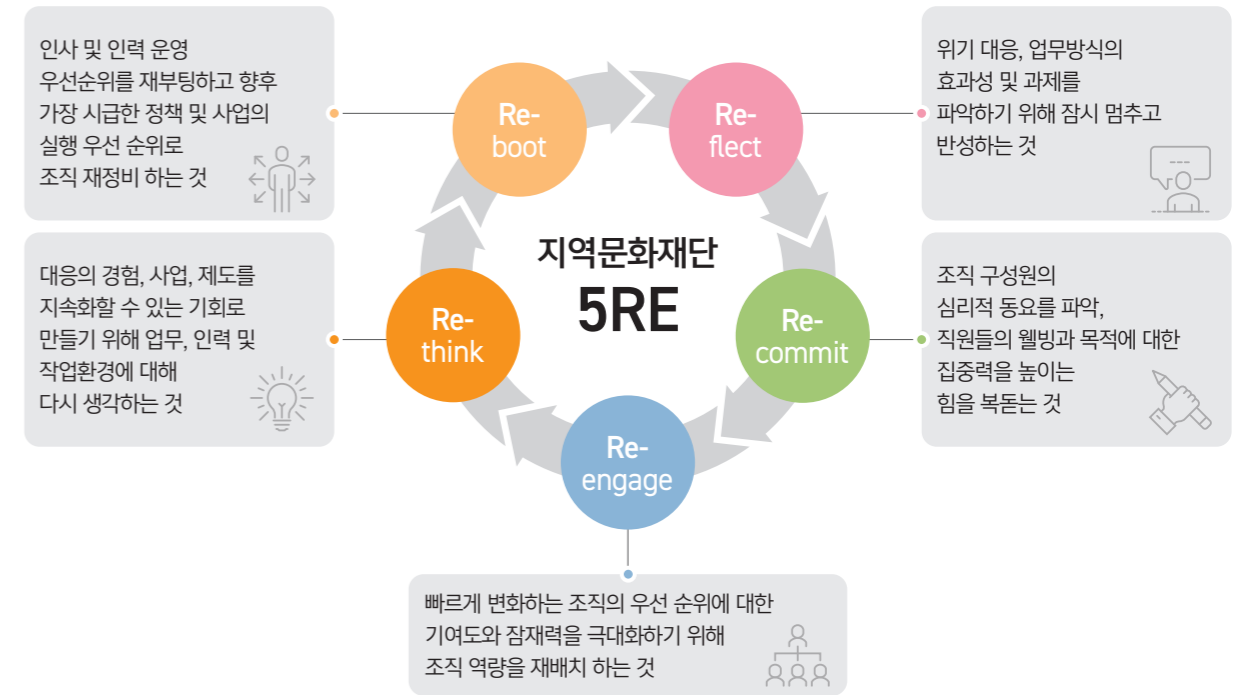 인사 및 인력 운영
우선순위를 재부팅하고 향후
가장 시급한 정책 및 사업의
실행 우선 순위로
조직 재정비 하는 것
Re-
boot
Re-
flect
위기 대응, 업무방식의
효과성 및 과제를
파악하기 위해 잠시 멈추고
반성하는 것
지역문화재단
5RE
대응의 경험, 사업, 제도를
지속화할 수 있는 기회로
만들기 위해 업무, 인력 및
작업환경에 대해
다시 생각하는 것
Re-
think
Re-
commit
조직 구성원의
심리적 동요를 파악,
직원들의 웰빙과 목적에 대한
집중력을 높이는
힘을 복돋는 것
Re-
engage
빠르게 변화하는 조직의 우선 순위에 대한
기여도와 잠재력을 극대화하기 위해
조직 역량을 재배치 하는 것